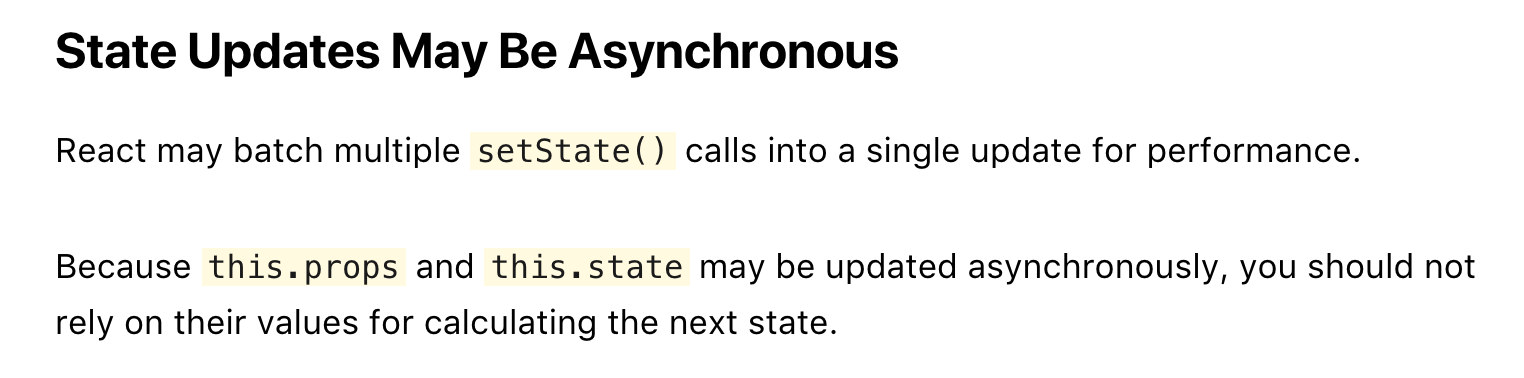 State Updates May Be Asynchronous
React may batch multiple setState() calls into a single update for performance.
Because this.props and this.state may be updated asynchronously, you should not
rely on their values for calculating the next state.